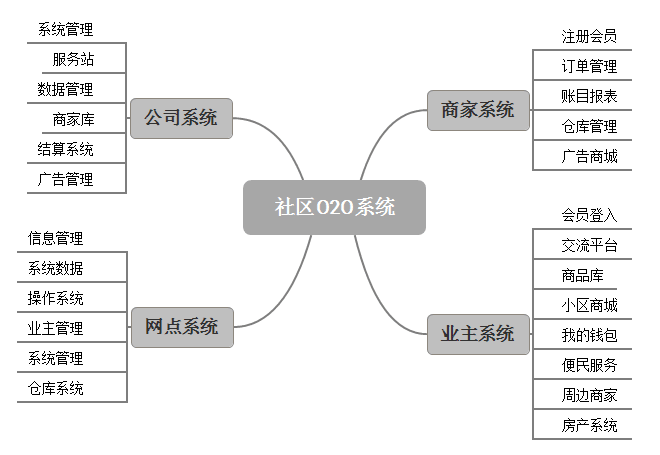 社区O2O系统
公司系统
系统管理
服务站
数据管理
商家库
结算系统
广告管理
商家系统
注册会员
订单管理
账目报表
仓库管理
广告商城
网点系统
信息管理
系统数据
操作系统
业主管理
系统管理
仓库系统
业主系统
会员登入
交流平台
商品库
小区商城
我的钱包
便民服务
周边商家
房产系统